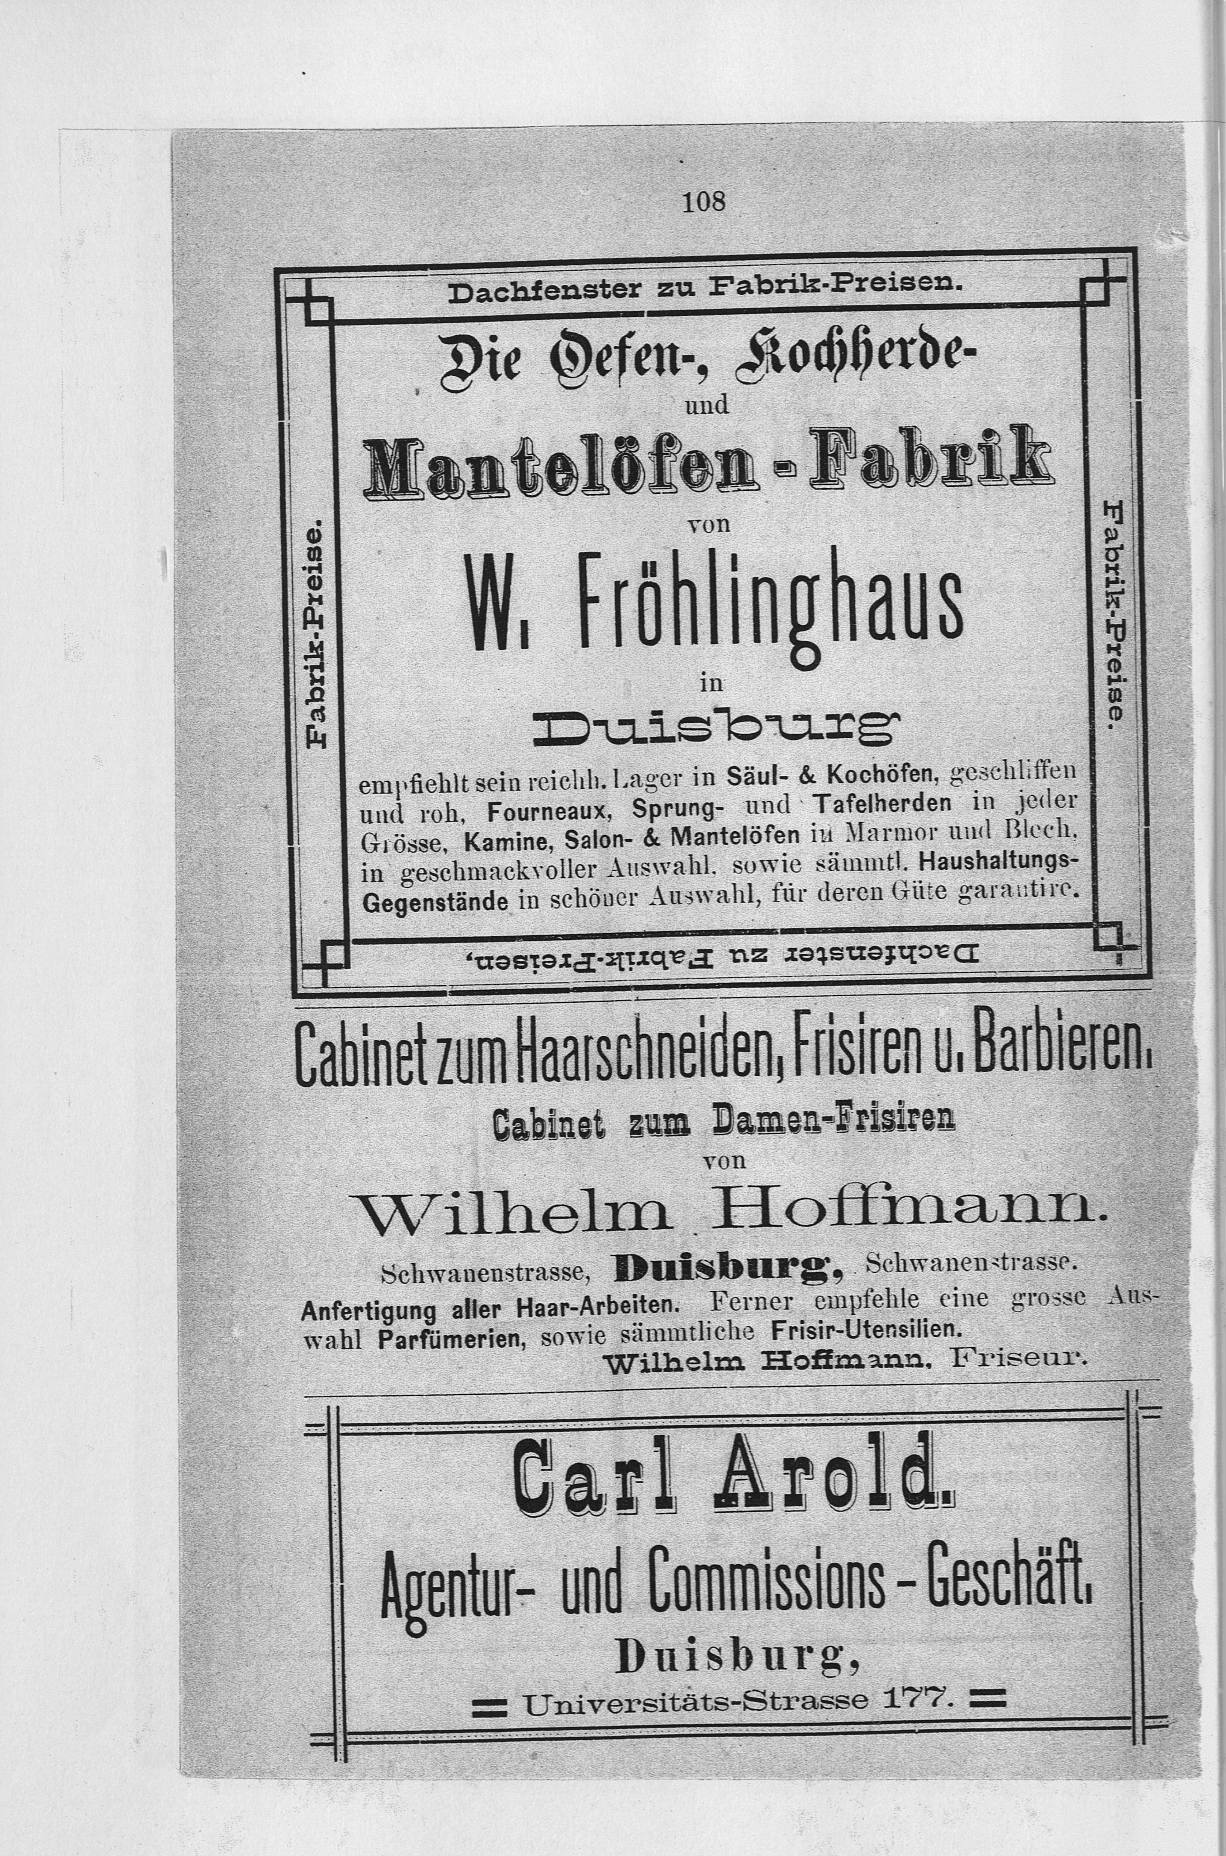 108
Dachfenster zu Fabrik-Preisen.
Fabrik-Preise.
Die Oefen-, Kochherde-
und
Mantelöfen-Fabrik
von
W. Fröhlinghaus
in
Duisburg
empfiehlt sein reichh. Lager in Säul- & Kochöfen, geschliffen
und roh, Fourneaux, Sprung- und Tafelherden in jeder
Grösse, Kamine, Salon- & Mantelöfen in Marmor und Blech,
in geschmackvoller Auswahl, sowie sämmtl. Haushaltungs-
Gegenstände in schöner Auswahl, für deren Güte garantire.
Fabrik-Preise.
Dachfenster zu Fabrik-Preisen,
Cabinet zum Haarschneiden, Frisiren u. Barbieren.
Cabinet zum Damen-Frisiren
von
Wilhelm Hoffmann.
Schwanenstrasse, Duisburg, Schwanenstrasse.
Anfertigung aller Haar-Arbeiten. Ferner empfehle eine grosse Aus-
wahl Parfümerien, sowie sämmtliche Frisir-Utensilien.
Wilhelm Hoffmann, Friseur.
Carl Arold.
Agentur- und Commissions-Geschäft.
Duisburg,
= Universitäts-Strasse 177. =